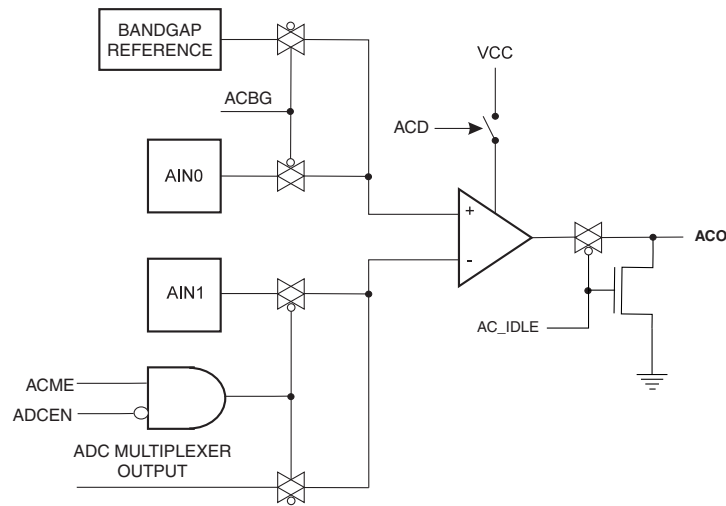 BANDGAP
REFERENCE
VCC
ACBG
ACD
AIN0
+
ACO
-
AIN1
AC_IDLE
ACME
ADCEN
ADC MULTIPLEXER
OUTPUT